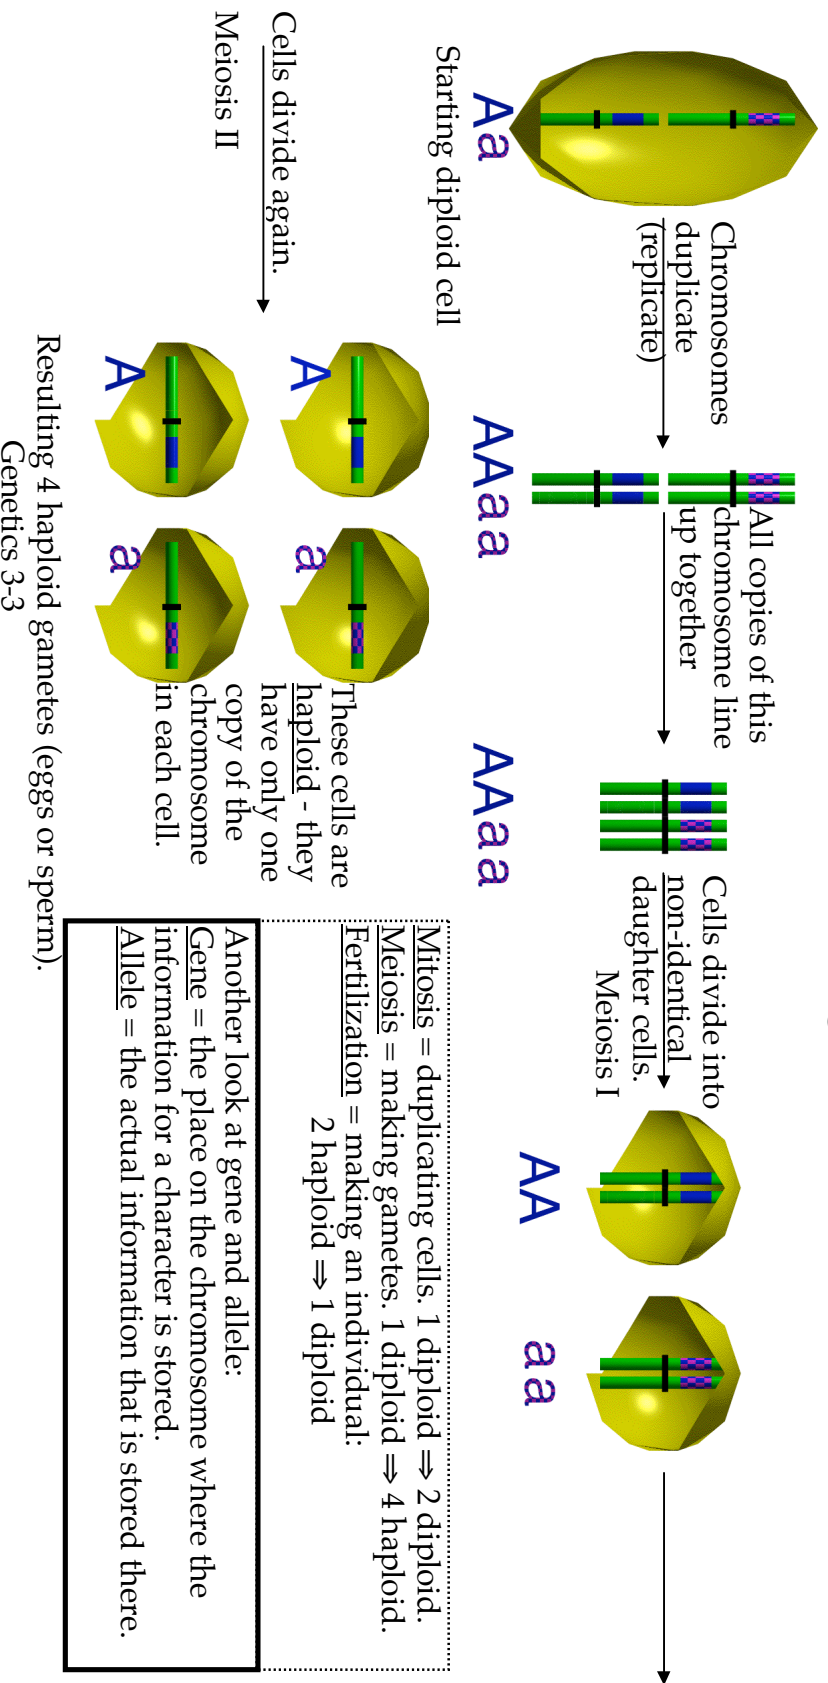 Chromosomes
duplicate
(replicate)
All copies of this
chromosome line
up together
Cells divide into
non-identical
daughter cells.
Meiosis I
Aa
AAaa
AAaa
AA
aa
Starting diploid cell
Cells divide again.
Meiosis II
A
a
A
a
These cells are
haploid - they
have only one
copy of the
chromosome
in each cell.
Resulting 4 haploid gametes (eggs or sperm).
Mitosis = duplicating cells. 1 diploid ⇒ 2 diploid.
Meiosis = making gametes. 1 diploid ⇒ 4 haploid.
Fertilization = making an individual:
2 haploid ⇒ 1 diploid
Another look at gene and allele:
Gene = the place on the chromosome where the
information for a character is stored.
Allele = the actual information that is stored there.
Genetics 3-3